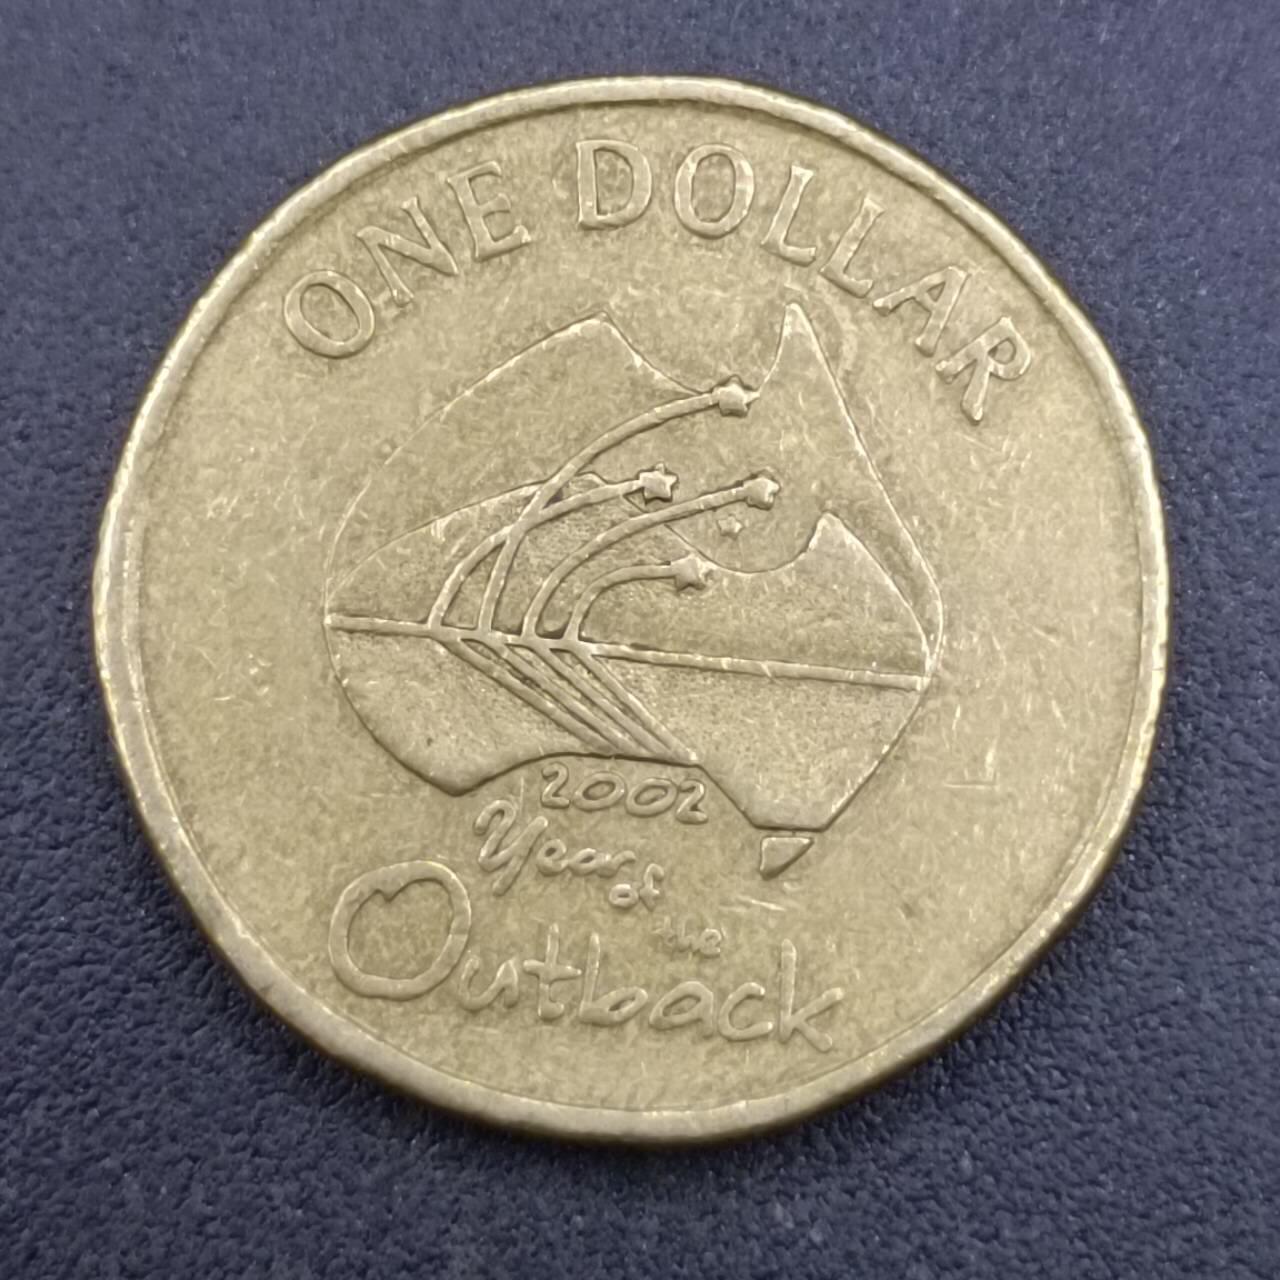 ONE DOLLAR
2002
Year
of
the
Outback